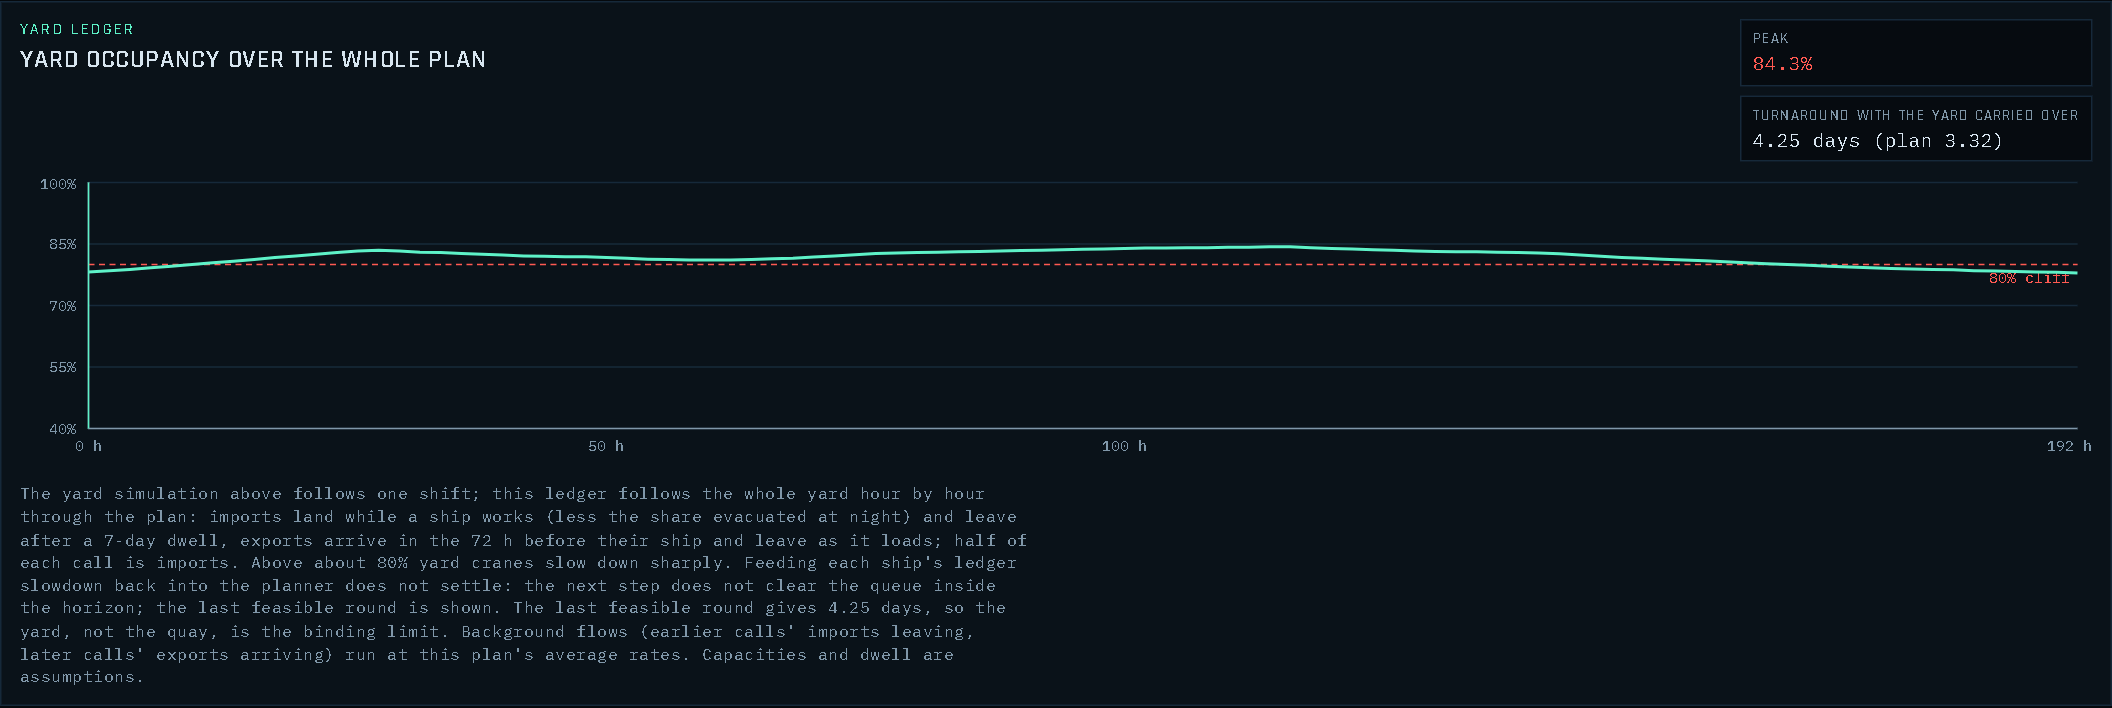 YARD LEDGER
YARD OCCUPANCY OVER THE WHOLE PLAN
PEAK
84.3%
TURNAROUND WITH THE YARD CARRIED OVER
4.25 days (plan 3.32)
100%
85%
70%
55%
40%
80% cliff
0 h
50 h
100 h
192 h
The yard simulation above follows one shift; this ledger follows the whole yard hour by hour
through the plan: imports land while a ship works (less the share evacuated at night) and leave
after a 7-day dwell, exports arrive in the 72 h before their ship and leave as it loads; half of
each call is imports. Above about 80% yard cranes slow down sharply. Feeding each ship's ledger
slowdown back into the planner does not settle: the next step does not clear the queue inside
the horizon; the last feasible round is shown. The last feasible round gives 4.25 days, so the
yard, not the quay, is the binding limit. Background flows (earlier calls' imports leaving,
later calls' exports arriving) run at this plan's average rates. Capacities and dwell are
assumptions.